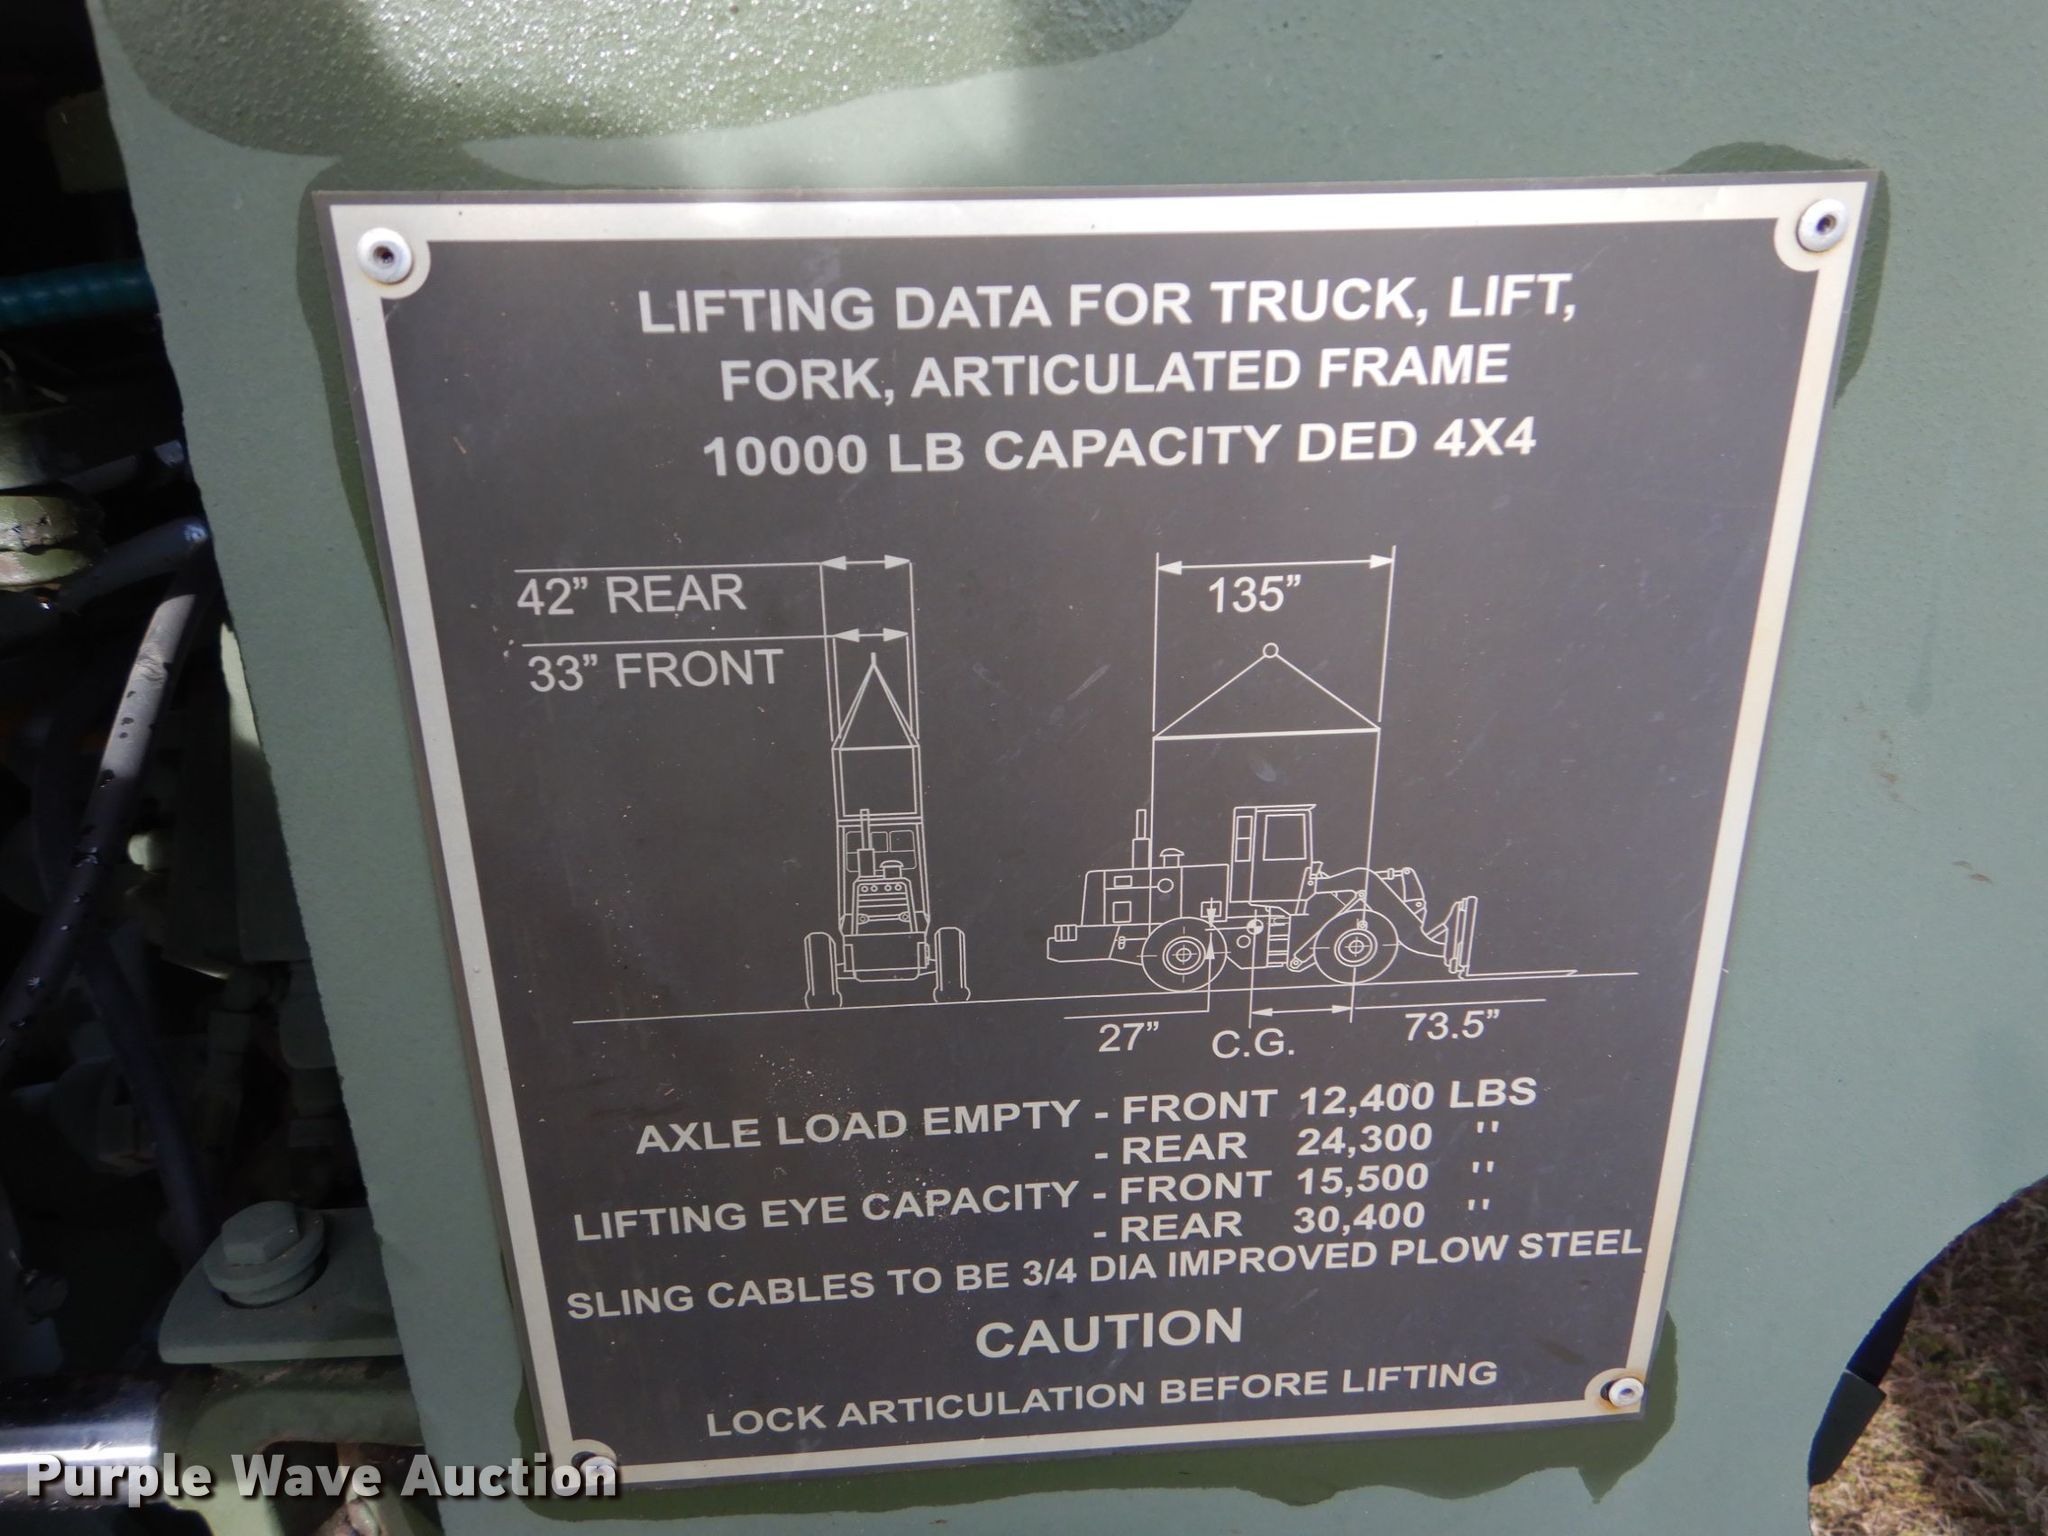 LIFTING DATA FOR TRUCK, LIFT,
FORK, ARTICULATED FRAME
10000 LB CAPACITY DED 4X4
42” REAR
33” FRONT
135”
27”
C.G.
73.5”
AXLE LOAD EMPTY - FRONT 12,400 LBS
- REAR 24,300 ''
LIFTING EYE CAPACITY - FRONT 15,500 ''
- REAR 30,400 ''
SLING CABLES TO BE 3/4 DIA IMPROVED PLOW STEEL
CAUTION
LOCK ARTICULATION BEFORE LIFTING
Purple Wave Auction